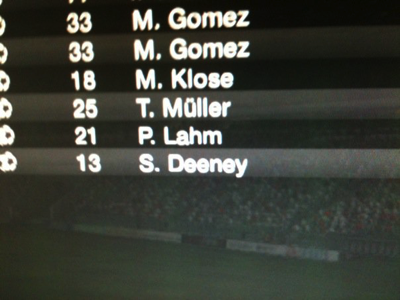 33 M. Gomez
33 M. Gomez
18 M. Klose
25 T. Müller
21 P. Lahm
13 S. Deeney